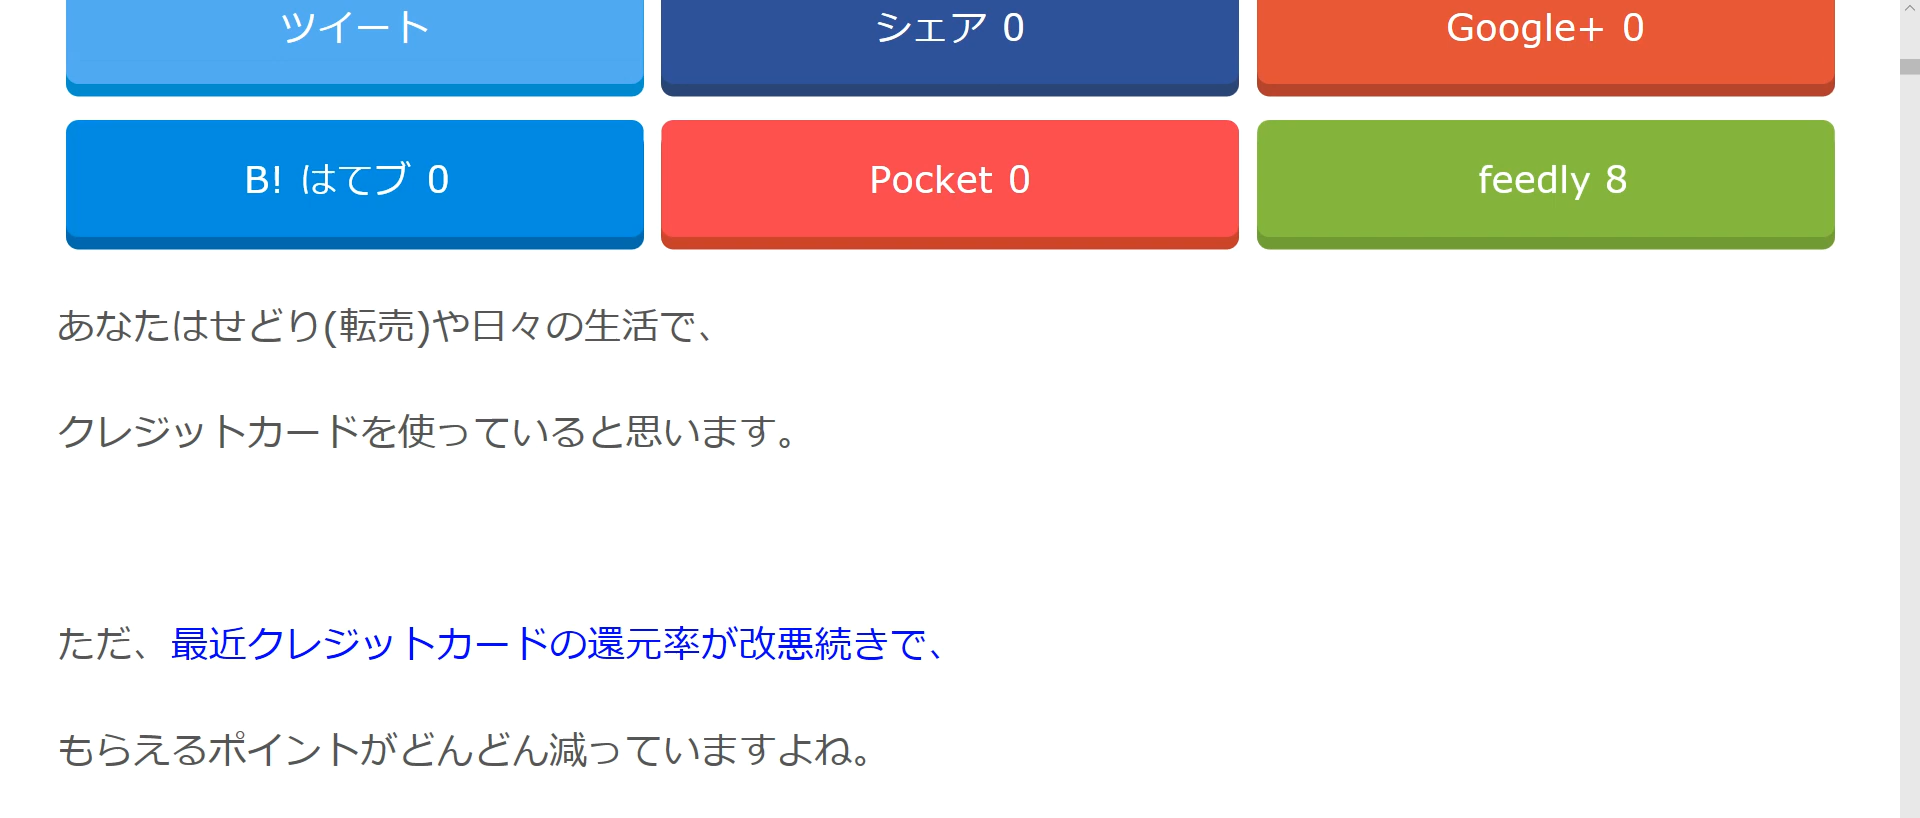 ツイート
シェア 0
Google+ 0
B! はてブ 0
Pocket 0
feedly 8
あなたはせどり(転売)や日々の生活で、
クレジットカードを使っていると思います。
ただ、最近クレジットカードの還元率が改悪続きで、
もらえるポイントがどんどん減っていますよね。